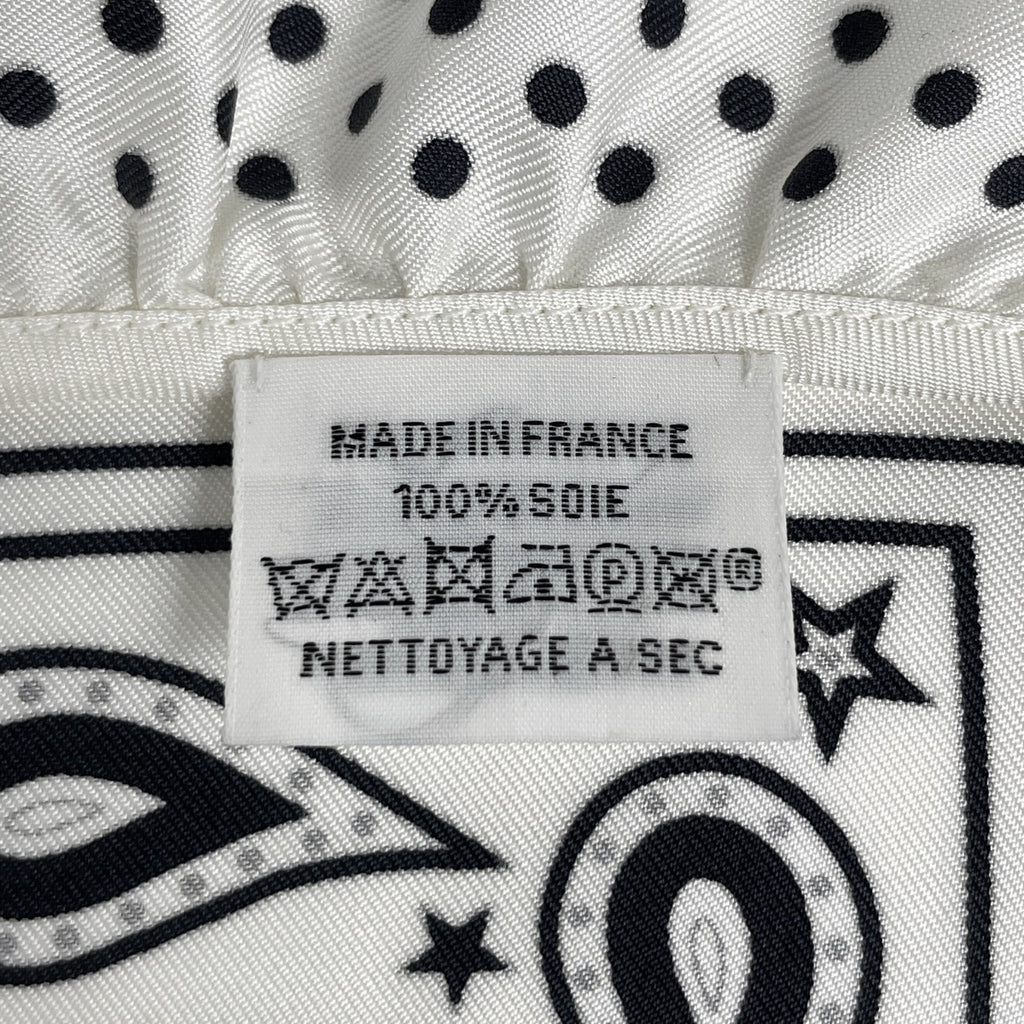 MADE IN FRANCE
100% SOIE
P ®
NETTOYAGE A SEC